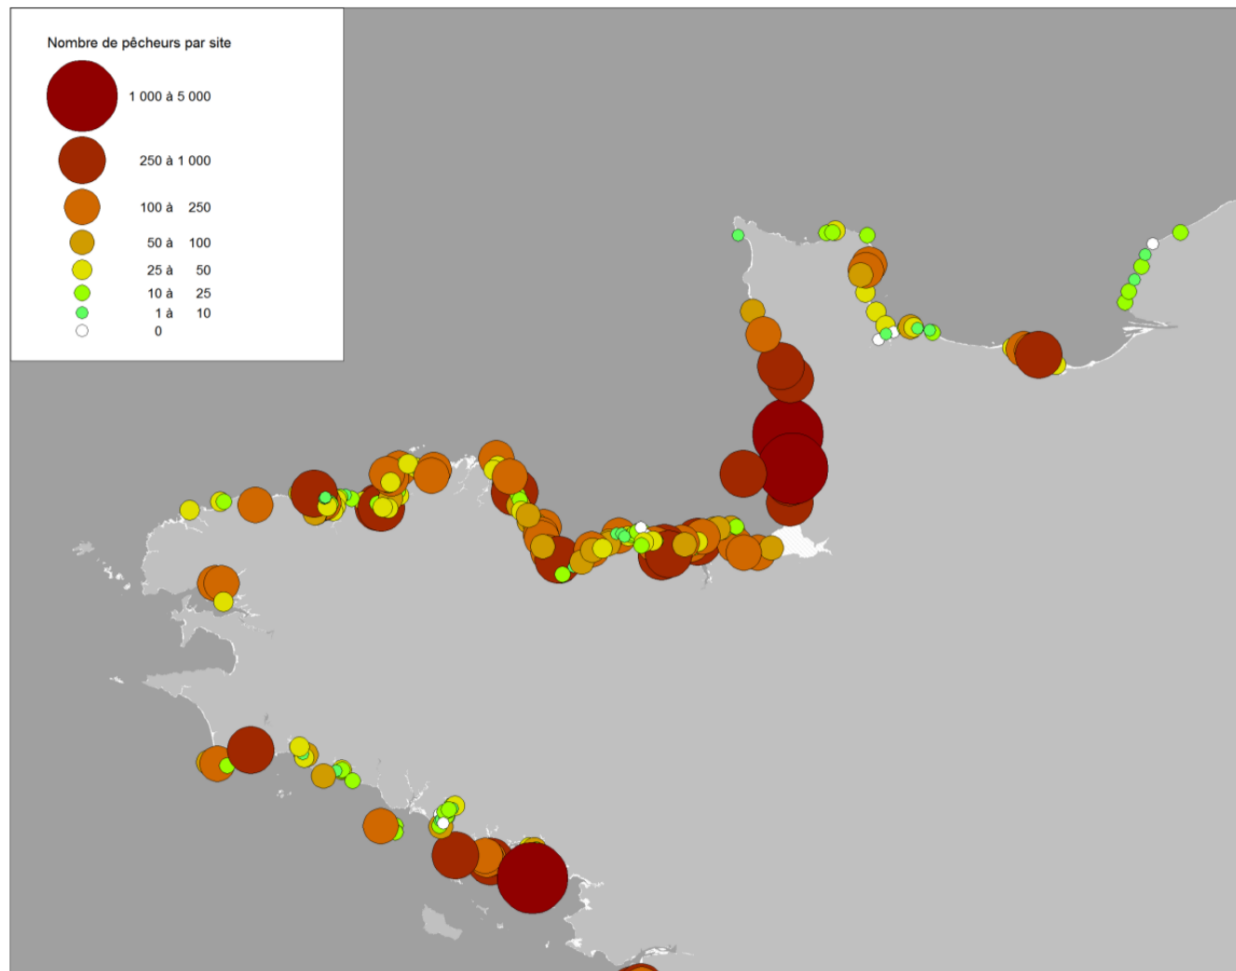 Nombre de pêcheurs par site
1 000 à 5 000
250 à 1 000
100 à 250
50 à 100
25 à 50
10 à 25
1 à 10
0